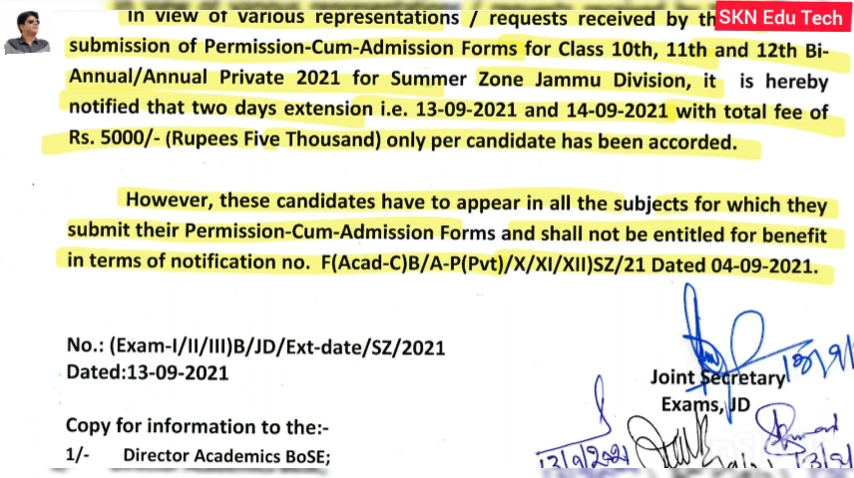 SKN Edu Tech
In view of various representations / requests received by th
submission of Permission-Cum-Admission Forms for Class 10th, 11th and 12th Bi-
Annual/Annual Private 2021 for Summer Zone Jammu Division, it is hereby
notified that two days extension i.e. 13-09-2021 and 14-09-2021 with total fee of
Rs. 5000/- (Rupees Five Thousand) only per candidate has been accorded.
However, these candidates have to appear in all the subjects for which they
submit their Permission-Cum-Admission Forms and shall not be entitled for benefit
in terms of notification no. F(Acad-C)B/A-P(Pvt)/X/XI/XII)SZ/21 Dated 04-09-2021.
No.: (Exam-I/II/III)B/JD/Ext-date/SZ/2021
Dated:13-09-2021
Joint Secretary
Exams, JD
13/9/2021
Copy for information to the:-
1/- Director Academics BoSE;